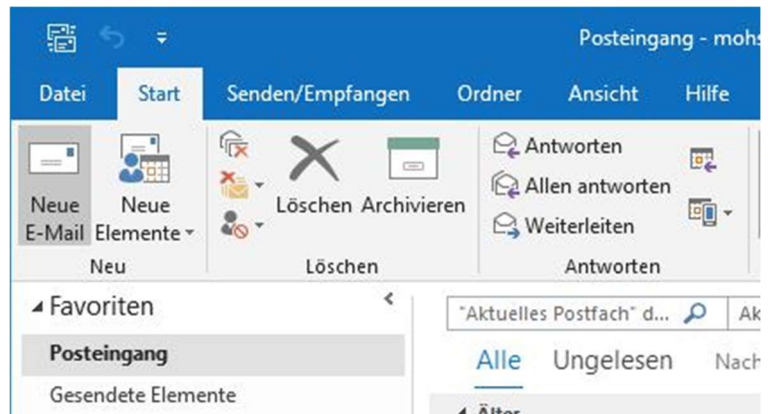 Posteingang - mohs
Datei Start Senden/Empfangen Ordner Ansicht Hilfe
Neue E-Mail
Neue Elemente
Löschen
Archivieren
Antworten
Allen antworten
Weiterleiten
Neu
Löschen
Antworten
Favoriten
Posteingang
Gesendete Elemente
"Aktuelles Postfach" d... Ak
Alle Ungelesen Nach
Älter